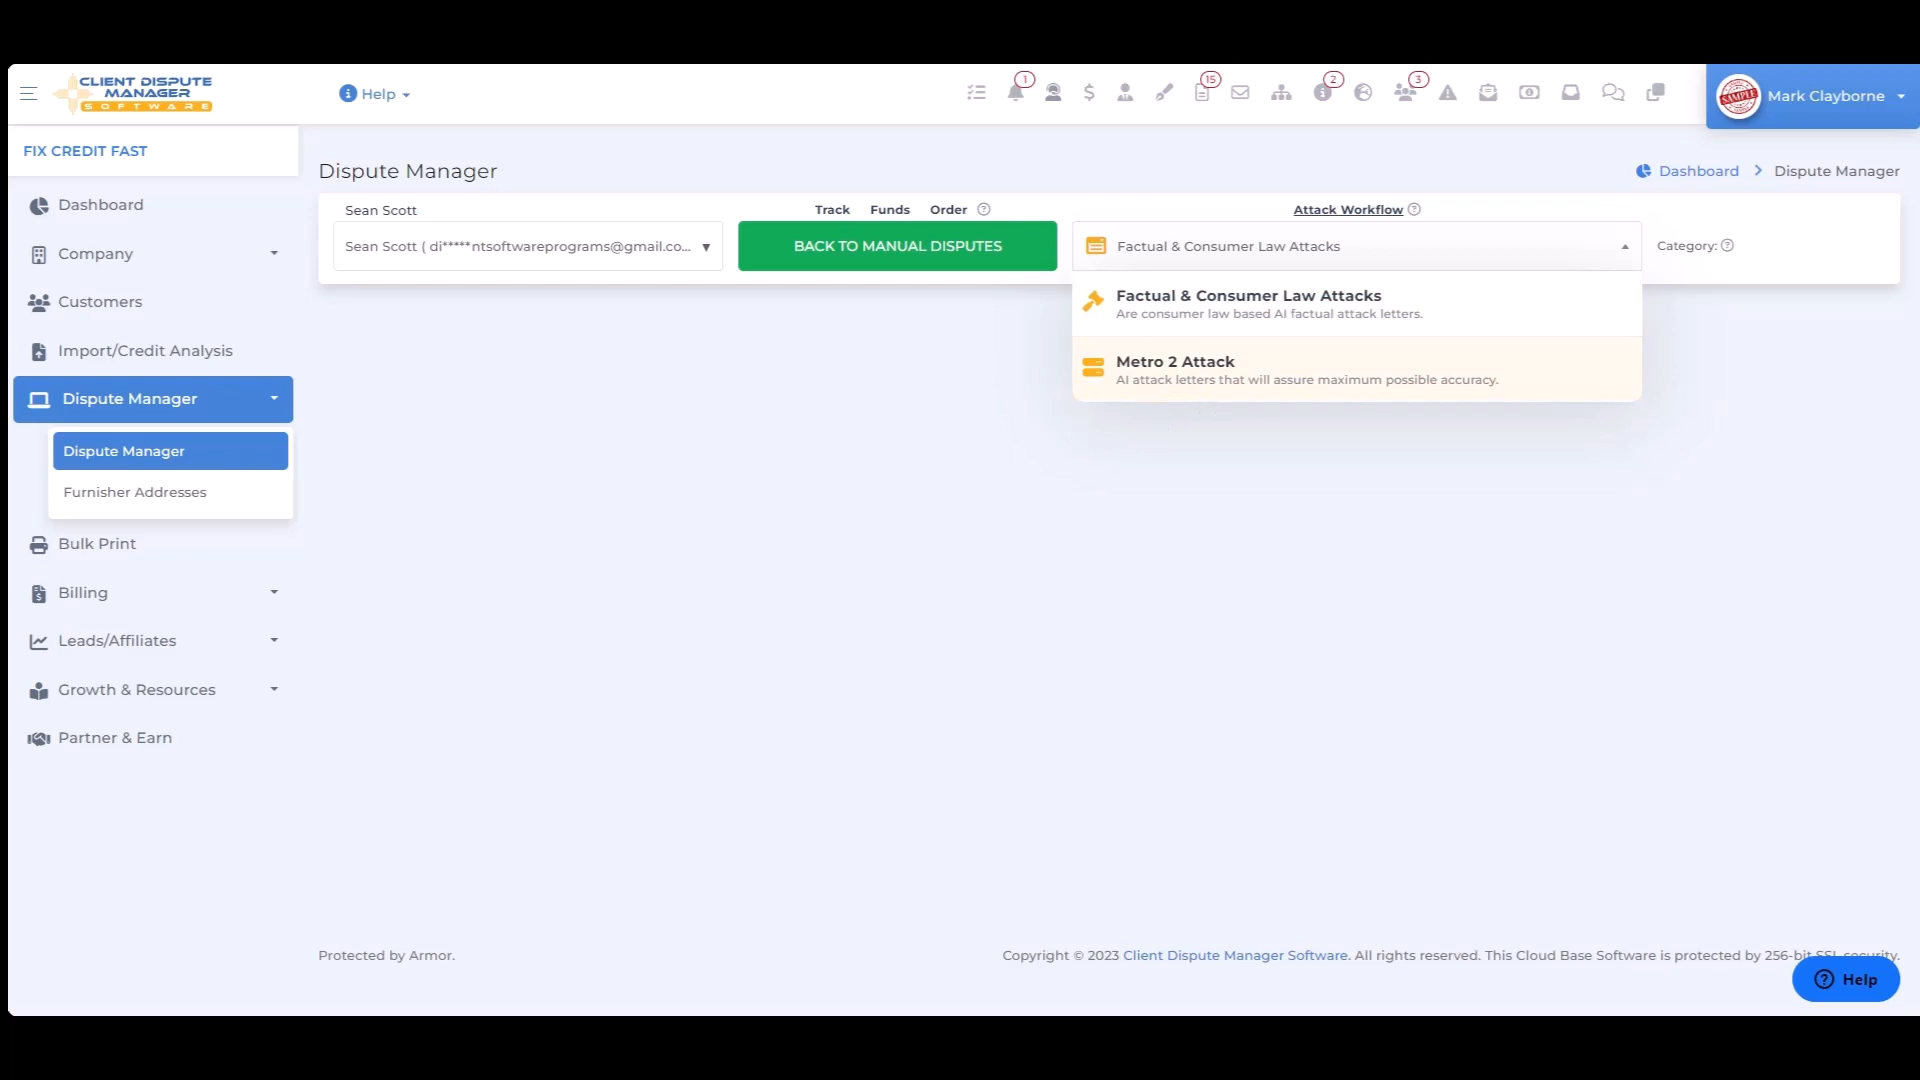 CLIENT DISPUTE
MANAGER
SOFTWARE
Help
1
15
2
3
SAMPLE
Mark Clayborne
FIX CREDIT FAST
Dashboard
Company
Customers
Import/Credit Analysis
Dispute Manager
Dispute Manager
Furnisher Addresses
Bulk Print
Billing
Leads/Affiliates
Growth & Resources
Partner & Earn
Dispute Manager
Dashboard > Dispute Manager
Sean Scott
Sean Scott ( di*****ntsoftwareprograms@gmail.co...
Track Funds Order
BACK TO MANUAL DISPUTES
Attack Workflow
Factual & Consumer Law Attacks
Category:
Factual & Consumer Law Attacks
Are consumer law based AI factual attack letters.
Metro 2 Attack
AI attack letters that will assure maximum possible accuracy.
Protected by Armor.
Copyright © 2023 Client Dispute Manager Software. All rights reserved. This Cloud Base Software is protected by 256-bit SSL security.
Help